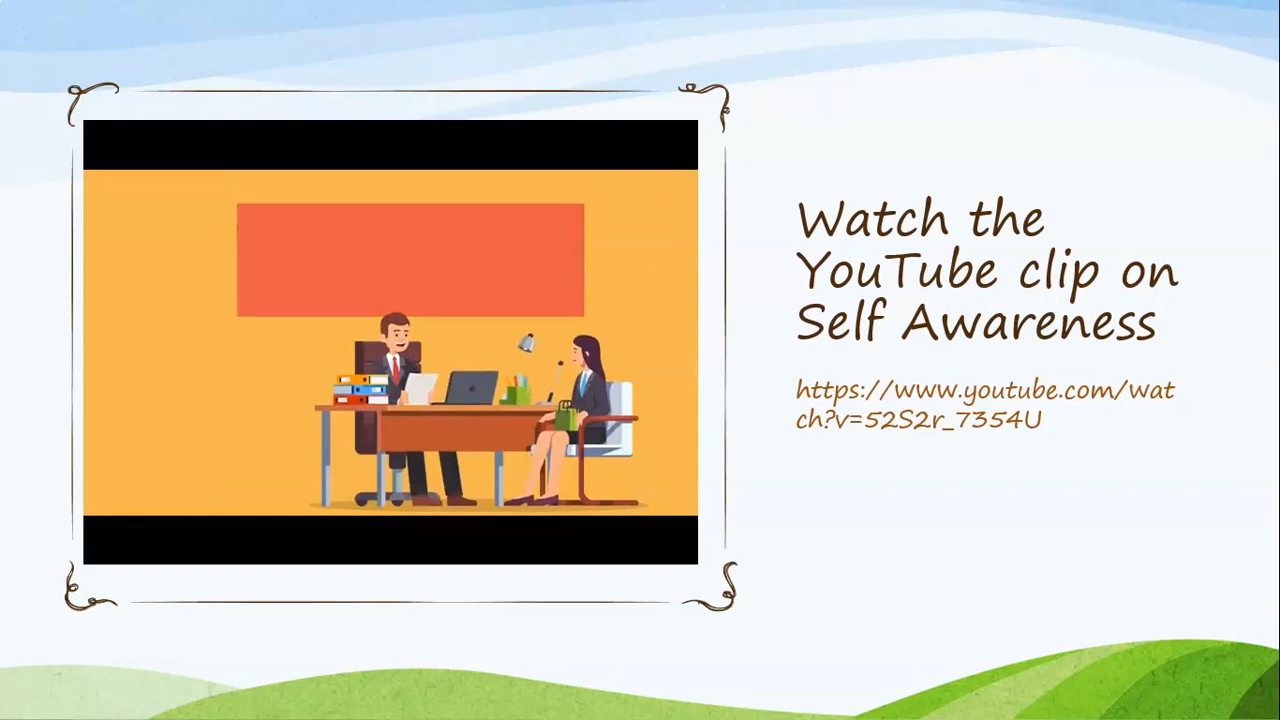 Watch the
YouTube clip on
Self Awareness
https://www.youtube.com/wat
ch?v=52S2r_7354U